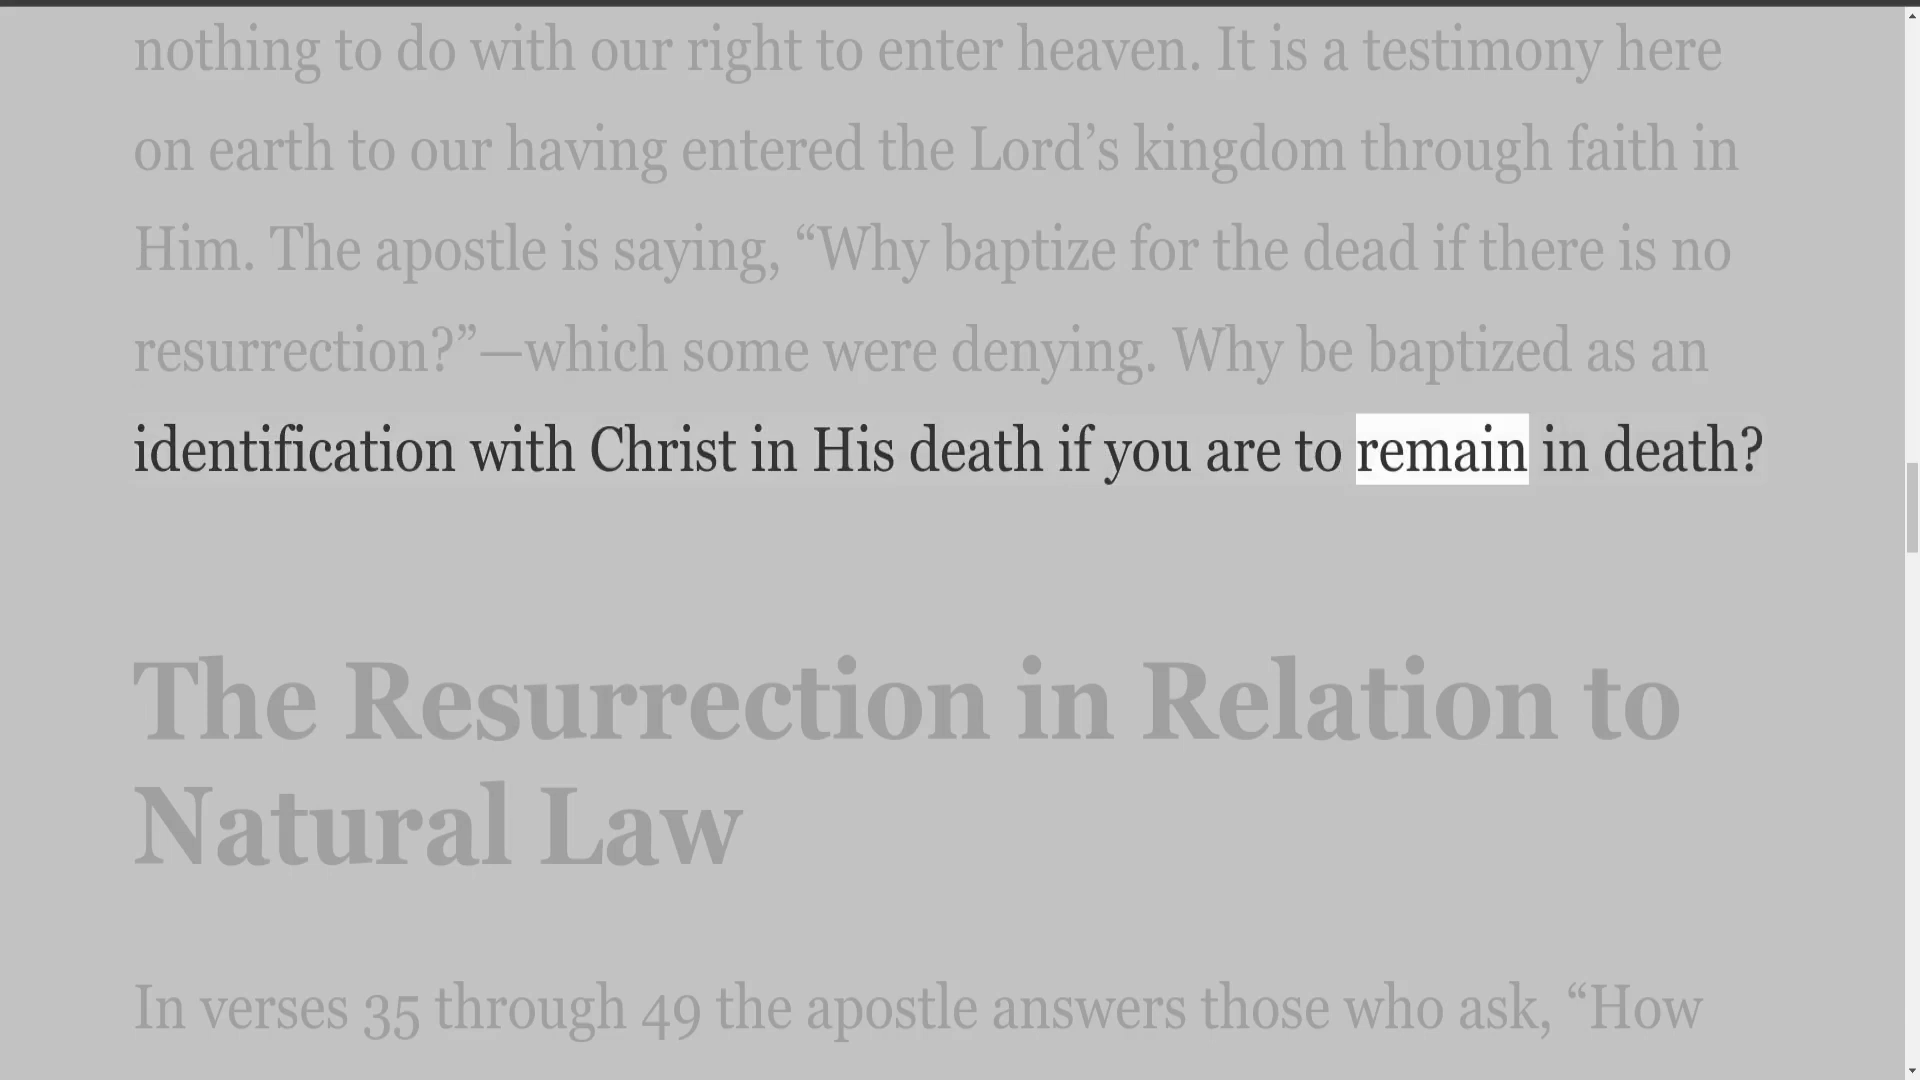 nothing to do with our right to enter heaven. It is a testimony here
on earth to our having entered the Lord’s kingdom through faith in
Him. The apostle is saying, “Why baptize for the dead if there is no
resurrection?”—which some were denying. Why be baptized as an
identification with Christ in His death if you are to remain in death?
The Resurrection in Relation to
Natural Law
In verses 35 through 49 the apostle answers those who ask, “How